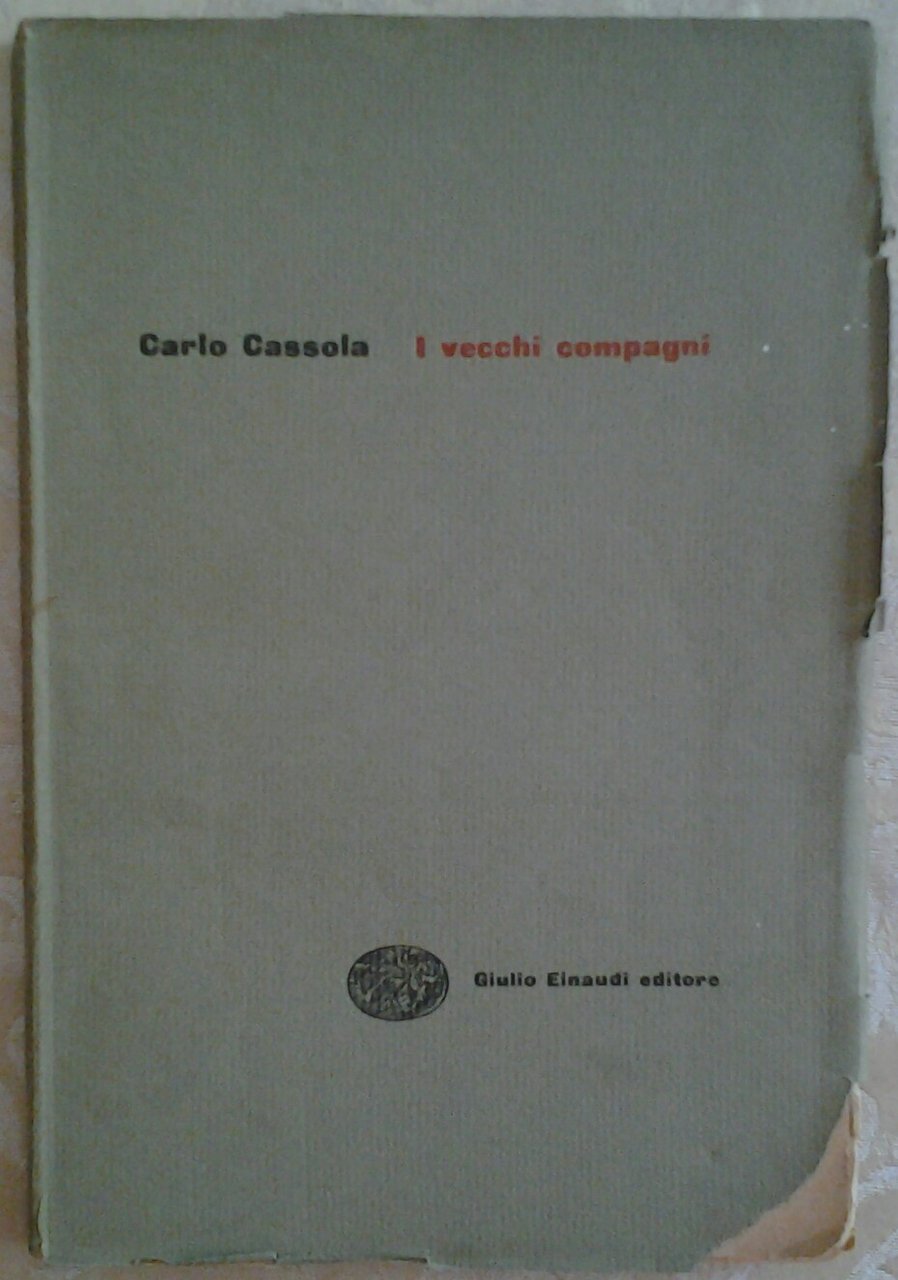 Carlo Cassola I vecchi compagni
Giulio Einaudi editore